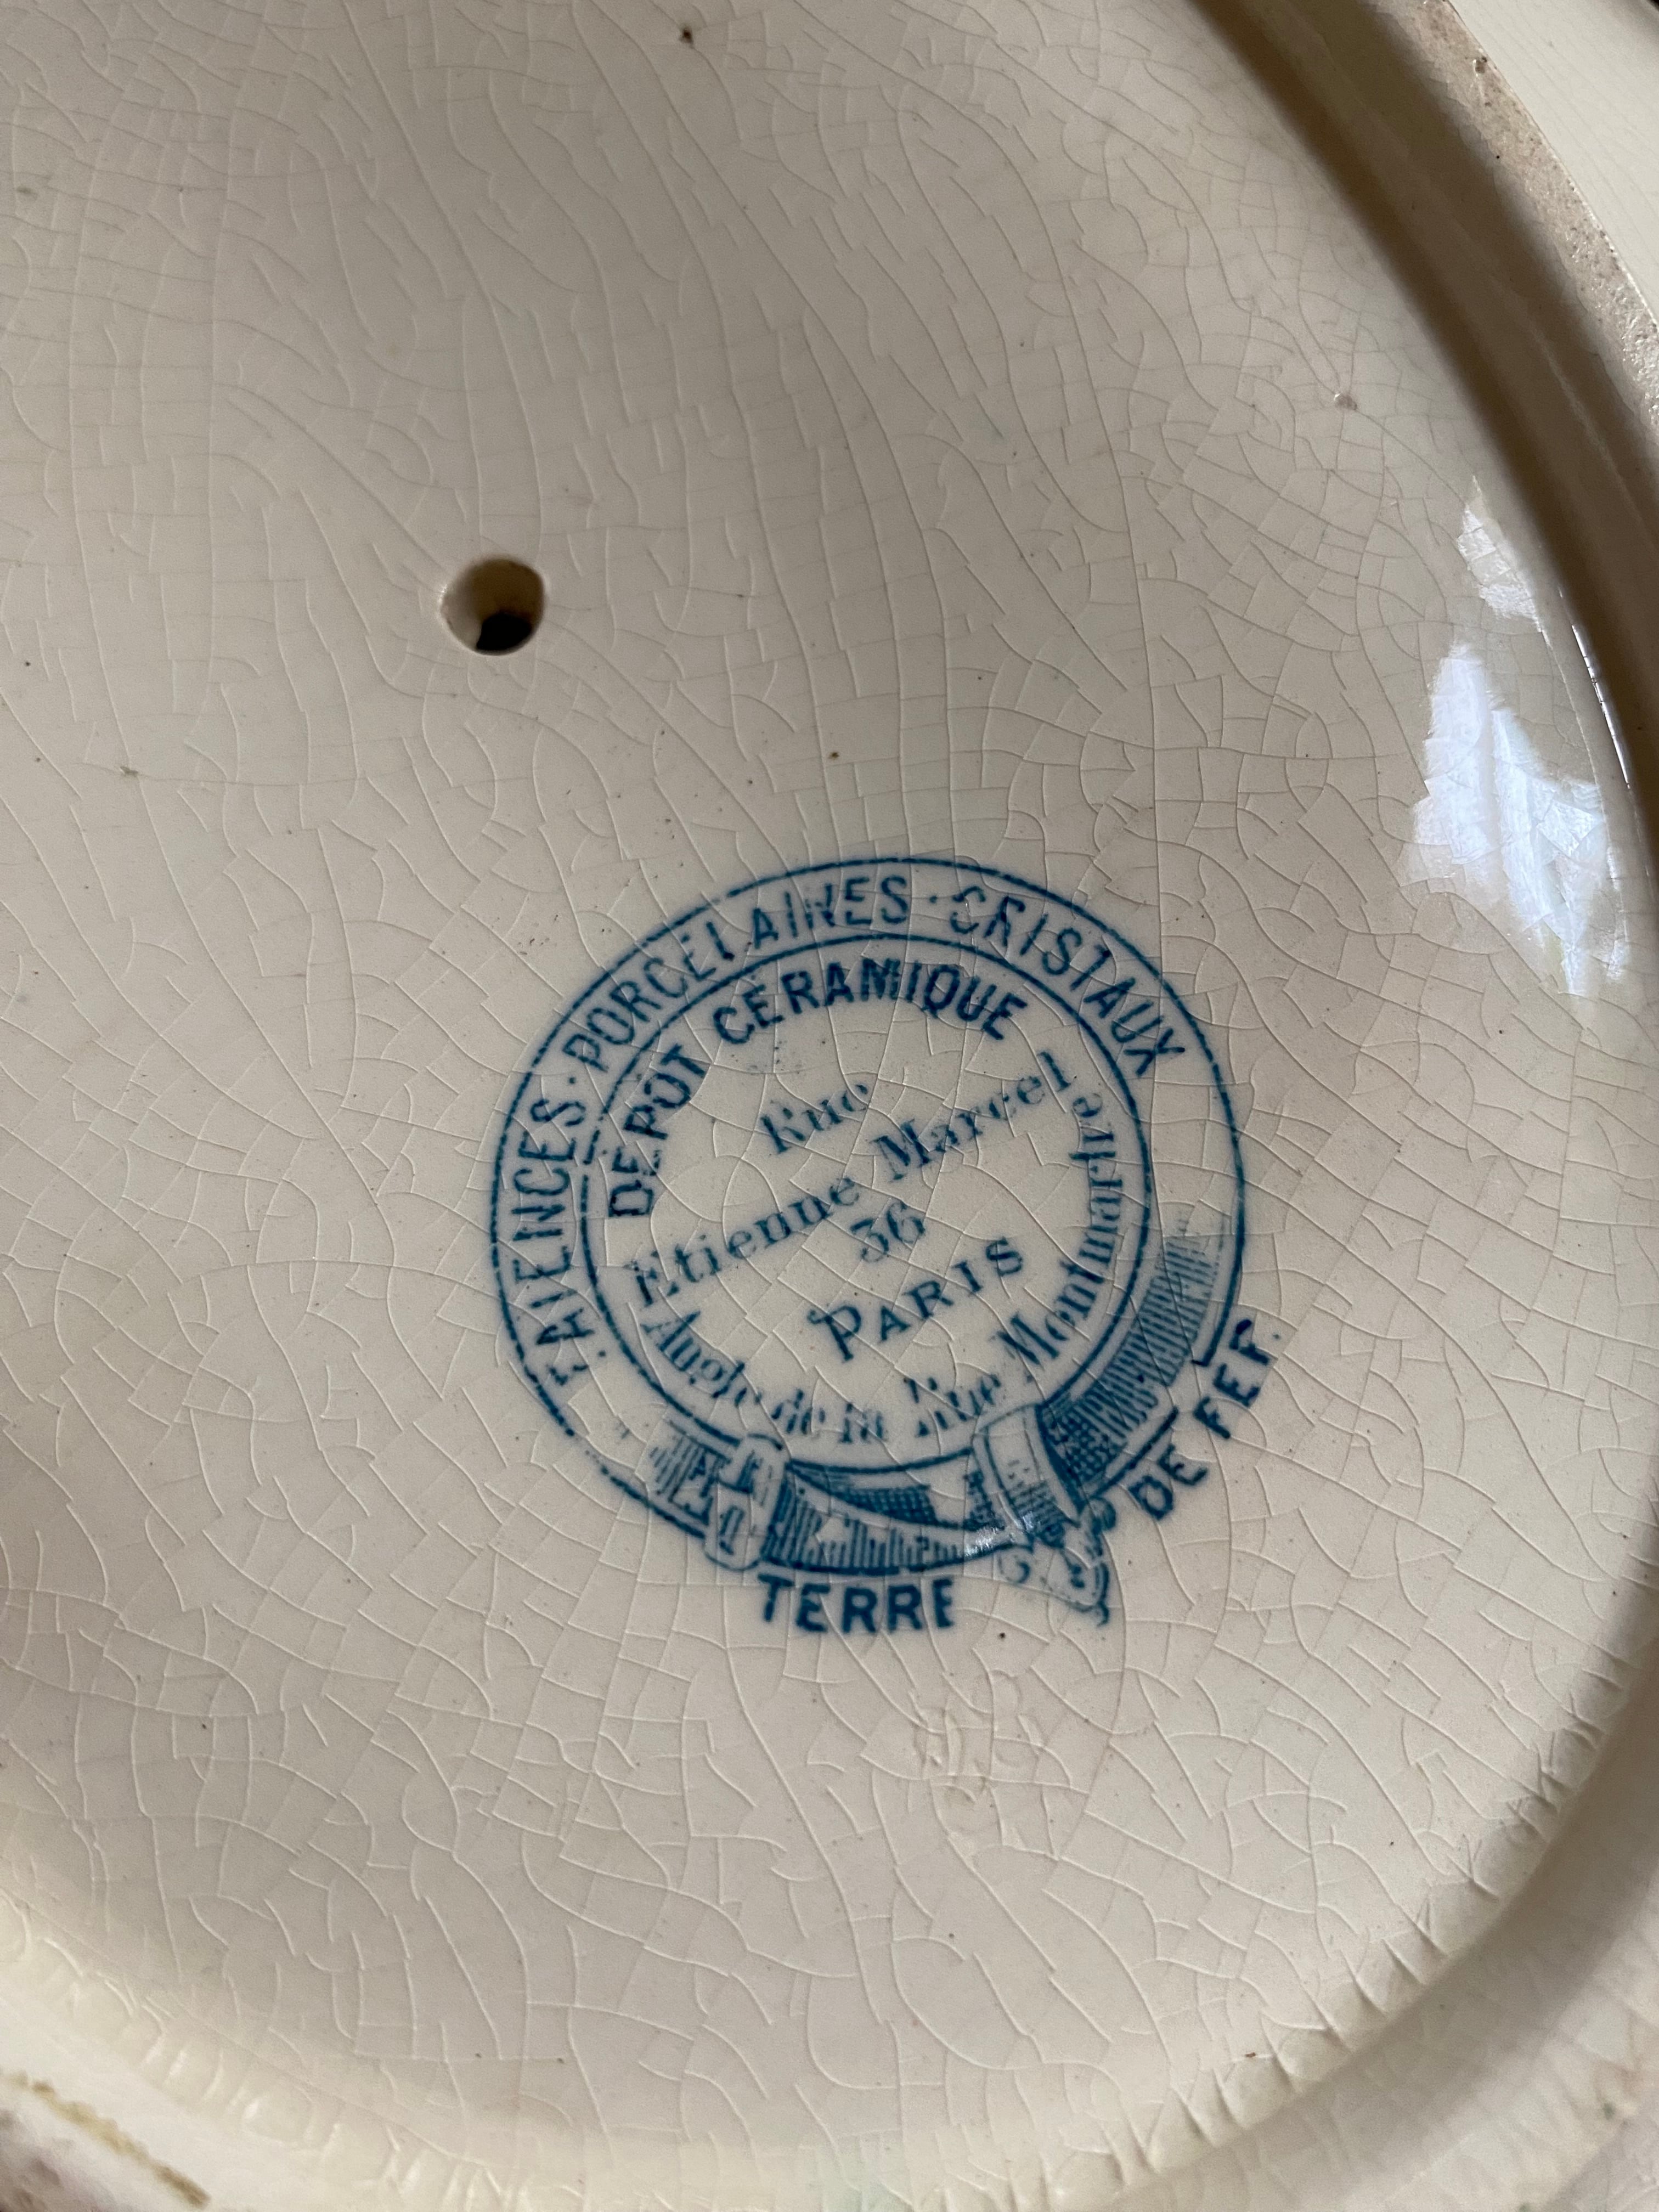 FAIENCES · PORCELAINES · CRISTAUX
DÉPÔT CÉRAMIQUE
Rue
Etienne Marcel
36
PARIS
Angle de la Rue Montmartre
TERRE DE FER.